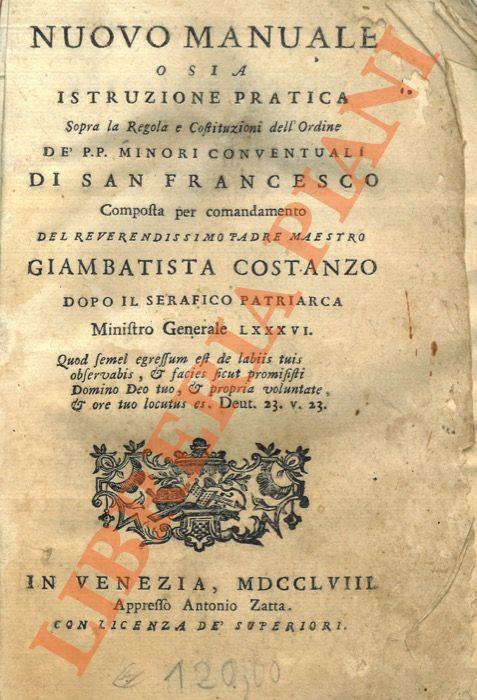 NUOVO MANUALE
O SIA
ISTRUZIONE PRATICA
Sopra la Regola e Coſtituzioni dell'Ordine
DE' P.P. MINORI CONVENTUALI
DI SAN FRANCESCO
Compoſta per comandamento
DEL REVERENDISSIMO PADRE MAESTRO
GIAMBATISTA COSTANZO
DOPO IL SERAFICO PATRIARCA
Miniſtro Generale LXXXVI.
Quod ſemel egreſſum eſt de labiis tuis
obſervabis, & facies ſicut promiſiſti
Domino Deo tuo, & propria voluntate,
& ore tuo locutus es. Deut. 23. v. 23.
IN VENEZIA, MDCCLVIII.
Appreſſo Antonio Zatta.
CON LICENZA DE' SUPERIORI.
€ 120,00
LIBRERIA PIANI